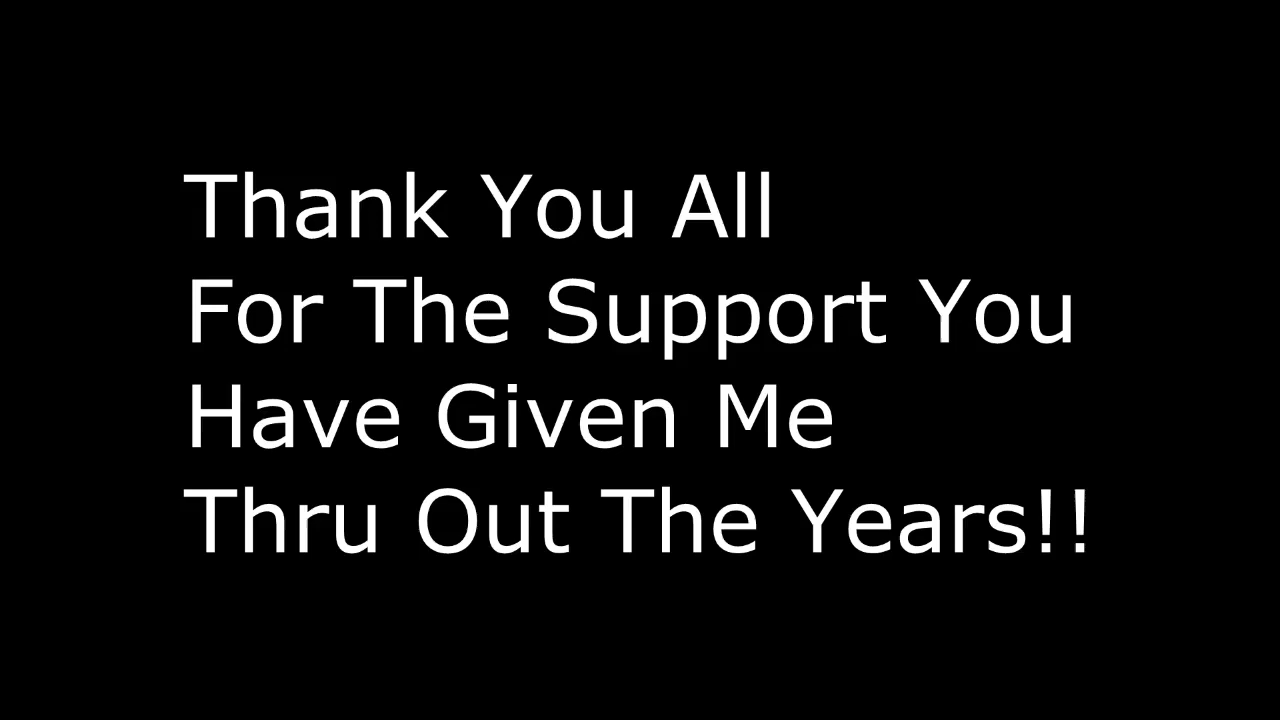 Thank You All
For The Support You
Have Given Me
Thru Out The Years!!